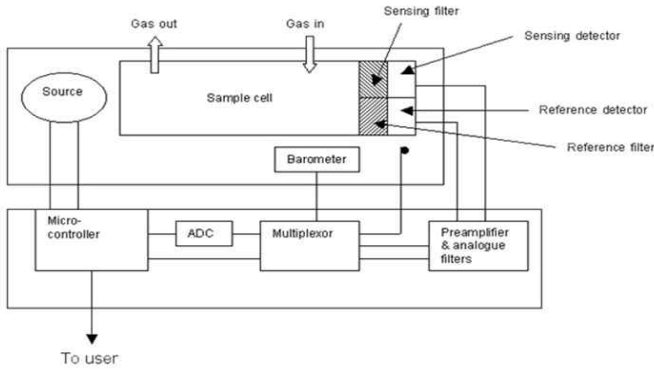 Sensing filter
Gas out
Gas in
Sensing detector
Source
Sample cell
Reference detector
Reference filter
Barometer
Micro-
controller
ADC
Multiplexor
Preamplifier
& analogue
filters
To user